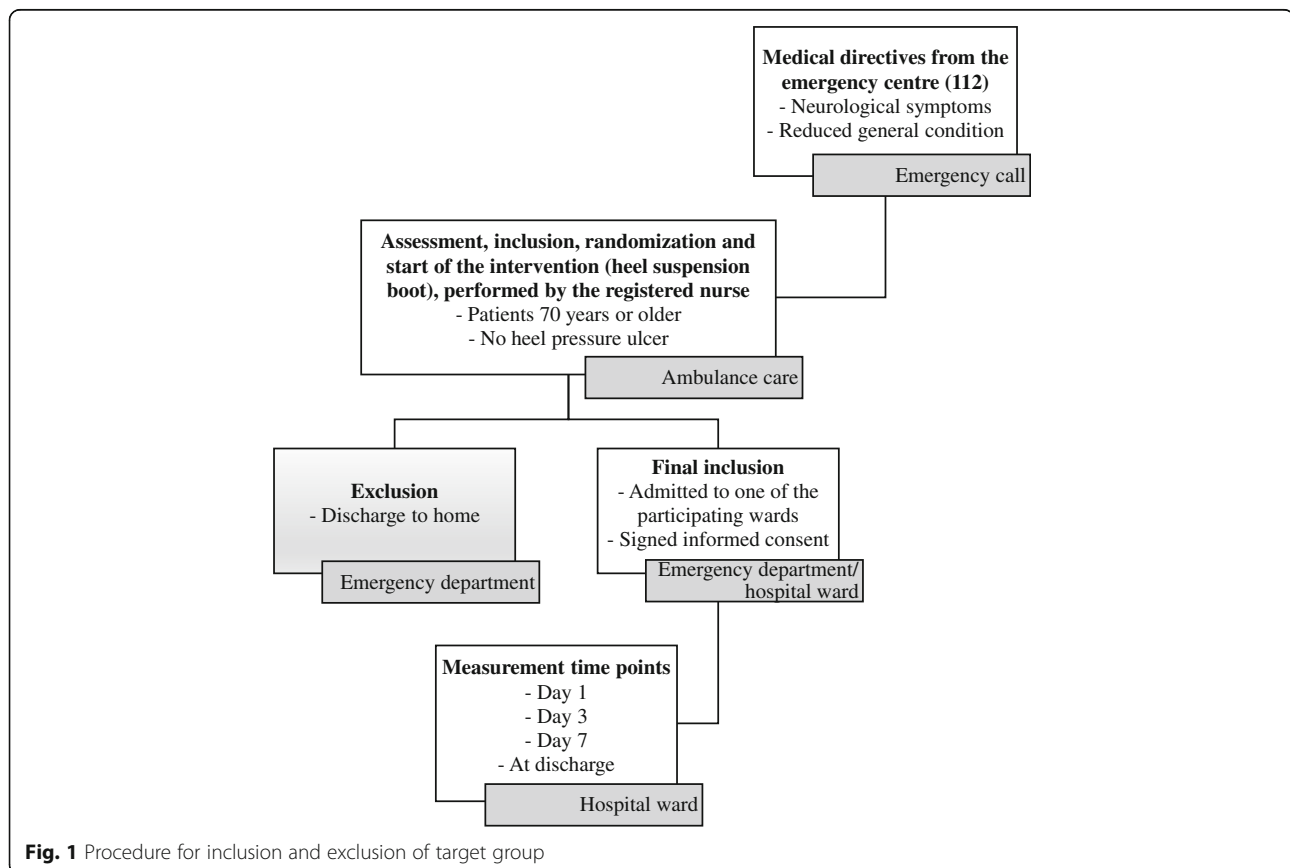 Medical directives from the
emergency centre (112)
- Neurological symptoms
- Reduced general condition
Emergency call
Assessment, inclusion, randomization and
start of the intervention (heel suspension
boot), performed by the registered nurse
- Patients 70 years or older
- No heel pressure ulcer
Ambulance care
Exclusion
- Discharge to home
Emergency department
Final inclusion
- Admitted to one of the
participating wards
- Signed informed consent
Emergency department/
hospital ward
Measurement time points
- Day 1
- Day 3
- Day 7
- At discharge
Hospital ward
Fig. 1 Procedure for inclusion and exclusion of target group